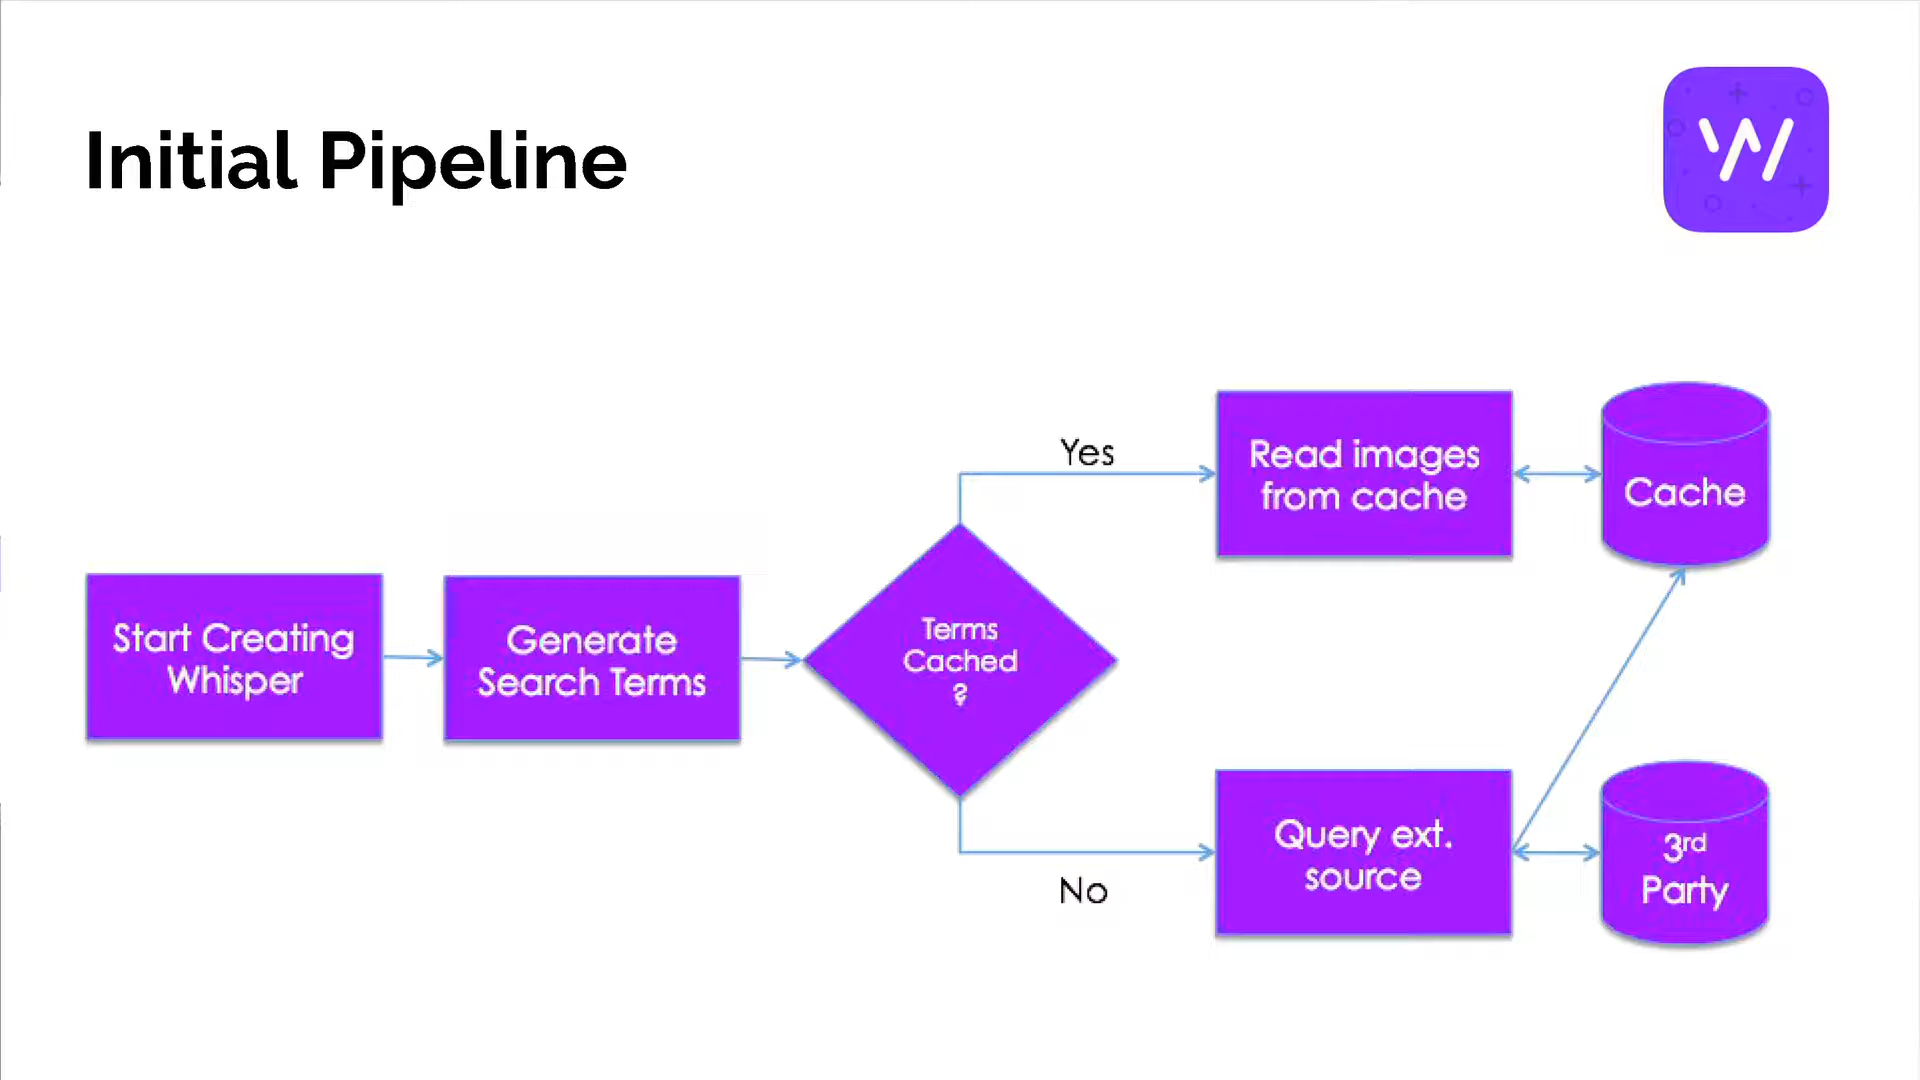 Initial Pipeline
Start Creating
Whisper
Generate
Search Terms
Terms
Cached
?
Yes
Read images
from cache
Cache
No
Query ext.
source
3rd
Party